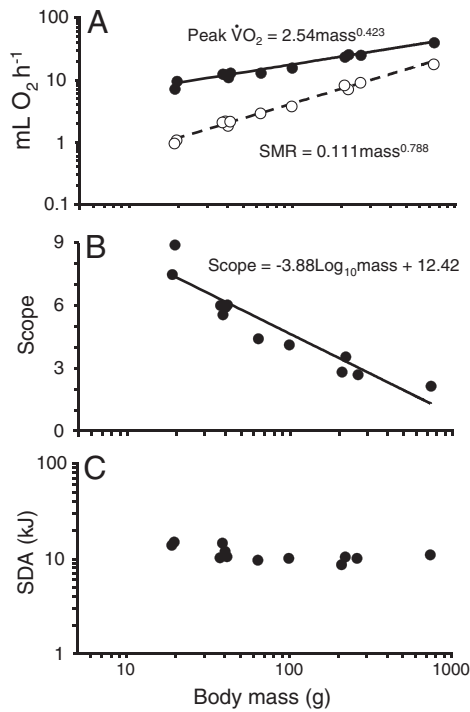 A
100
Peak V̇O2 = 2.54mass^0.423
10
mL O2 h-1
1
SMR = 0.111mass^0.788
0.1
B
9
Scope = -3.88Log10mass + 12.42
6
Scope
3
0
C
100
SDA (kJ)
10
1
10 100 1000
Body mass (g)